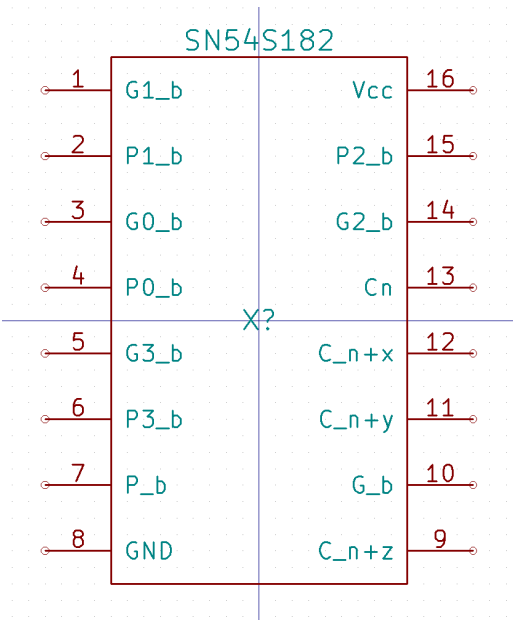 SN54S182
1 G1_b Vcc 16
2 P1_b P2_b 15
3 G0_b G2_b 14
4 P0_b Cn 13
X?
5 G3_b C_n+x 12
6 P3_b C_n+y 11
7 P_b G_b 10
8 GND C_n+z 9